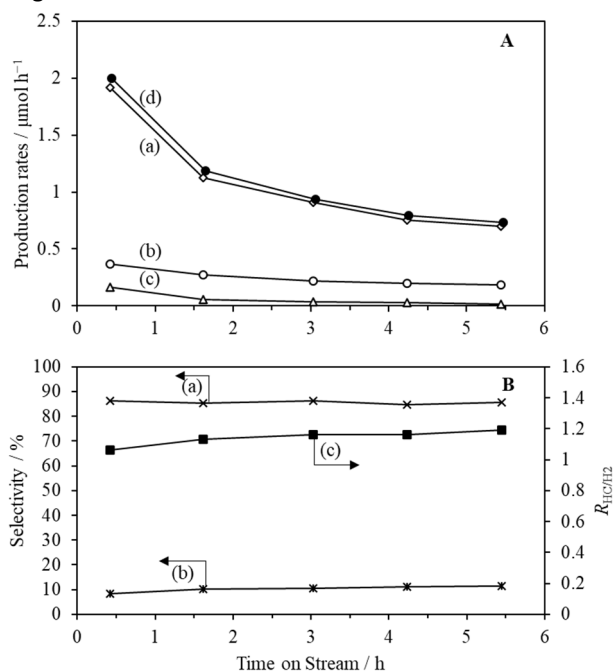 2.5
2
1.5
1
0.5
0
0 1 2 3 4 5 6
Production rates / μmol h⁻¹
A
(d)
(a)
(b)
(c)
100
90
80
70
60
50
40
30
20
10
0
1.6
1.4
1.2
1
0.8
0.6
0.4
0.2
0
0 1 2 3 4 5 6
Selectivity / %
B
(a)
(c)
(b)
R_HC/H2
Time on Stream / h